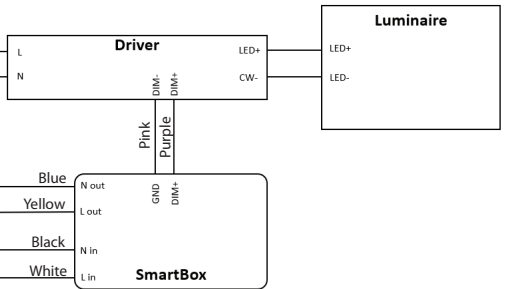 Luminaire
Driver
L
N
LED+
CW-
LED+
LED-
DIM-
DIM+
Pink
Purple
Blue
Yellow
Black
White
N out
L out
N in
L in
GND
DIM+
SmartBox